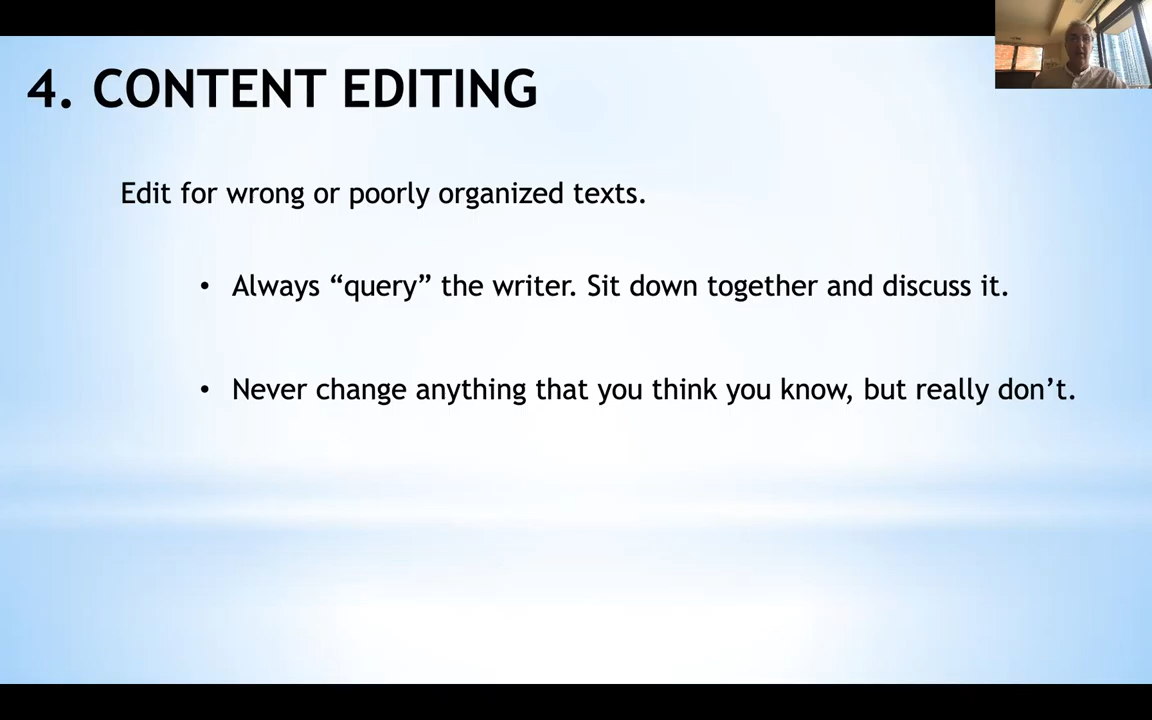 4. CONTENT EDITING
Edit for wrong or poorly organized texts.
• Always “query” the writer. Sit down together and discuss it.
• Never change anything that you think you know, but really don’t.